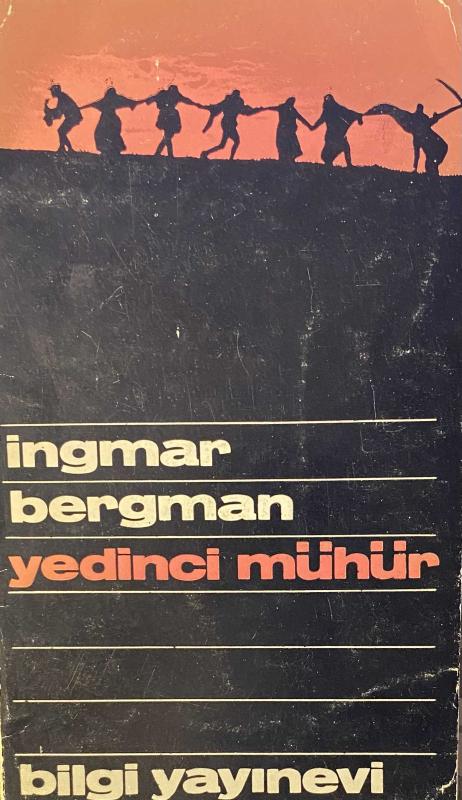 ingmar
bergman
yedinci mühür
bilgi yayınevi